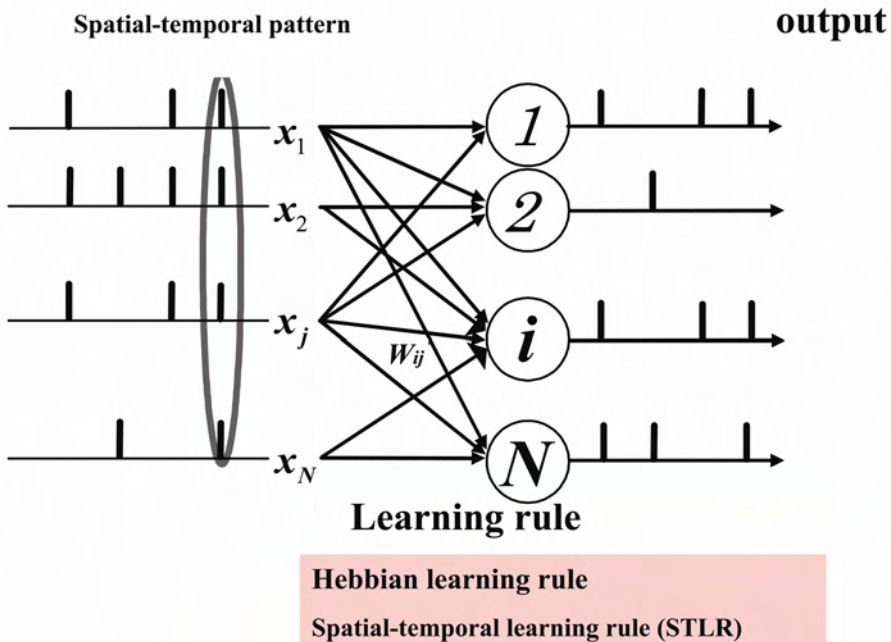 Spatial-temporal pattern
output
x₁
1
x₂
2
xⱼ
Wᵢⱼ
i
x_N
N
Learning rule
Hebbian learning rule
Spatial-temporal learning rule (STLR)